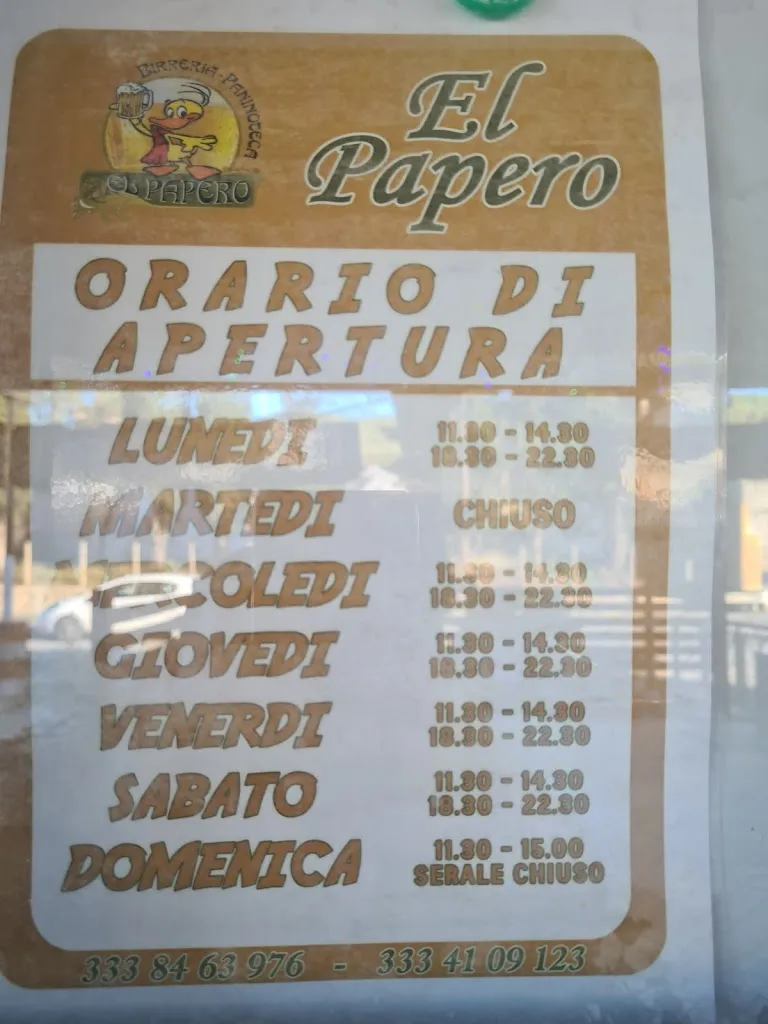 BIRRERIA - PANINOTECA
EL PAPERO
El
Papero
ORARIO DI
APERTURA
LUNEDI
11.30 - 14.30
18.30 - 22.30
MARTEDI
CHIUSO
MERCOLEDI
11.30 - 14.30
18.30 - 22.30
GIOVEDI
11.30 - 14.30
18.30 - 22.30
VENERDI
11.30 - 14.30
18.30 - 22.30
SABATO
11.30 - 14.30
18.30 - 22.30
DOMENICA
11.30 - 15.00
SERALE CHIUSO
333 84 63 976 - 333 41 09 123